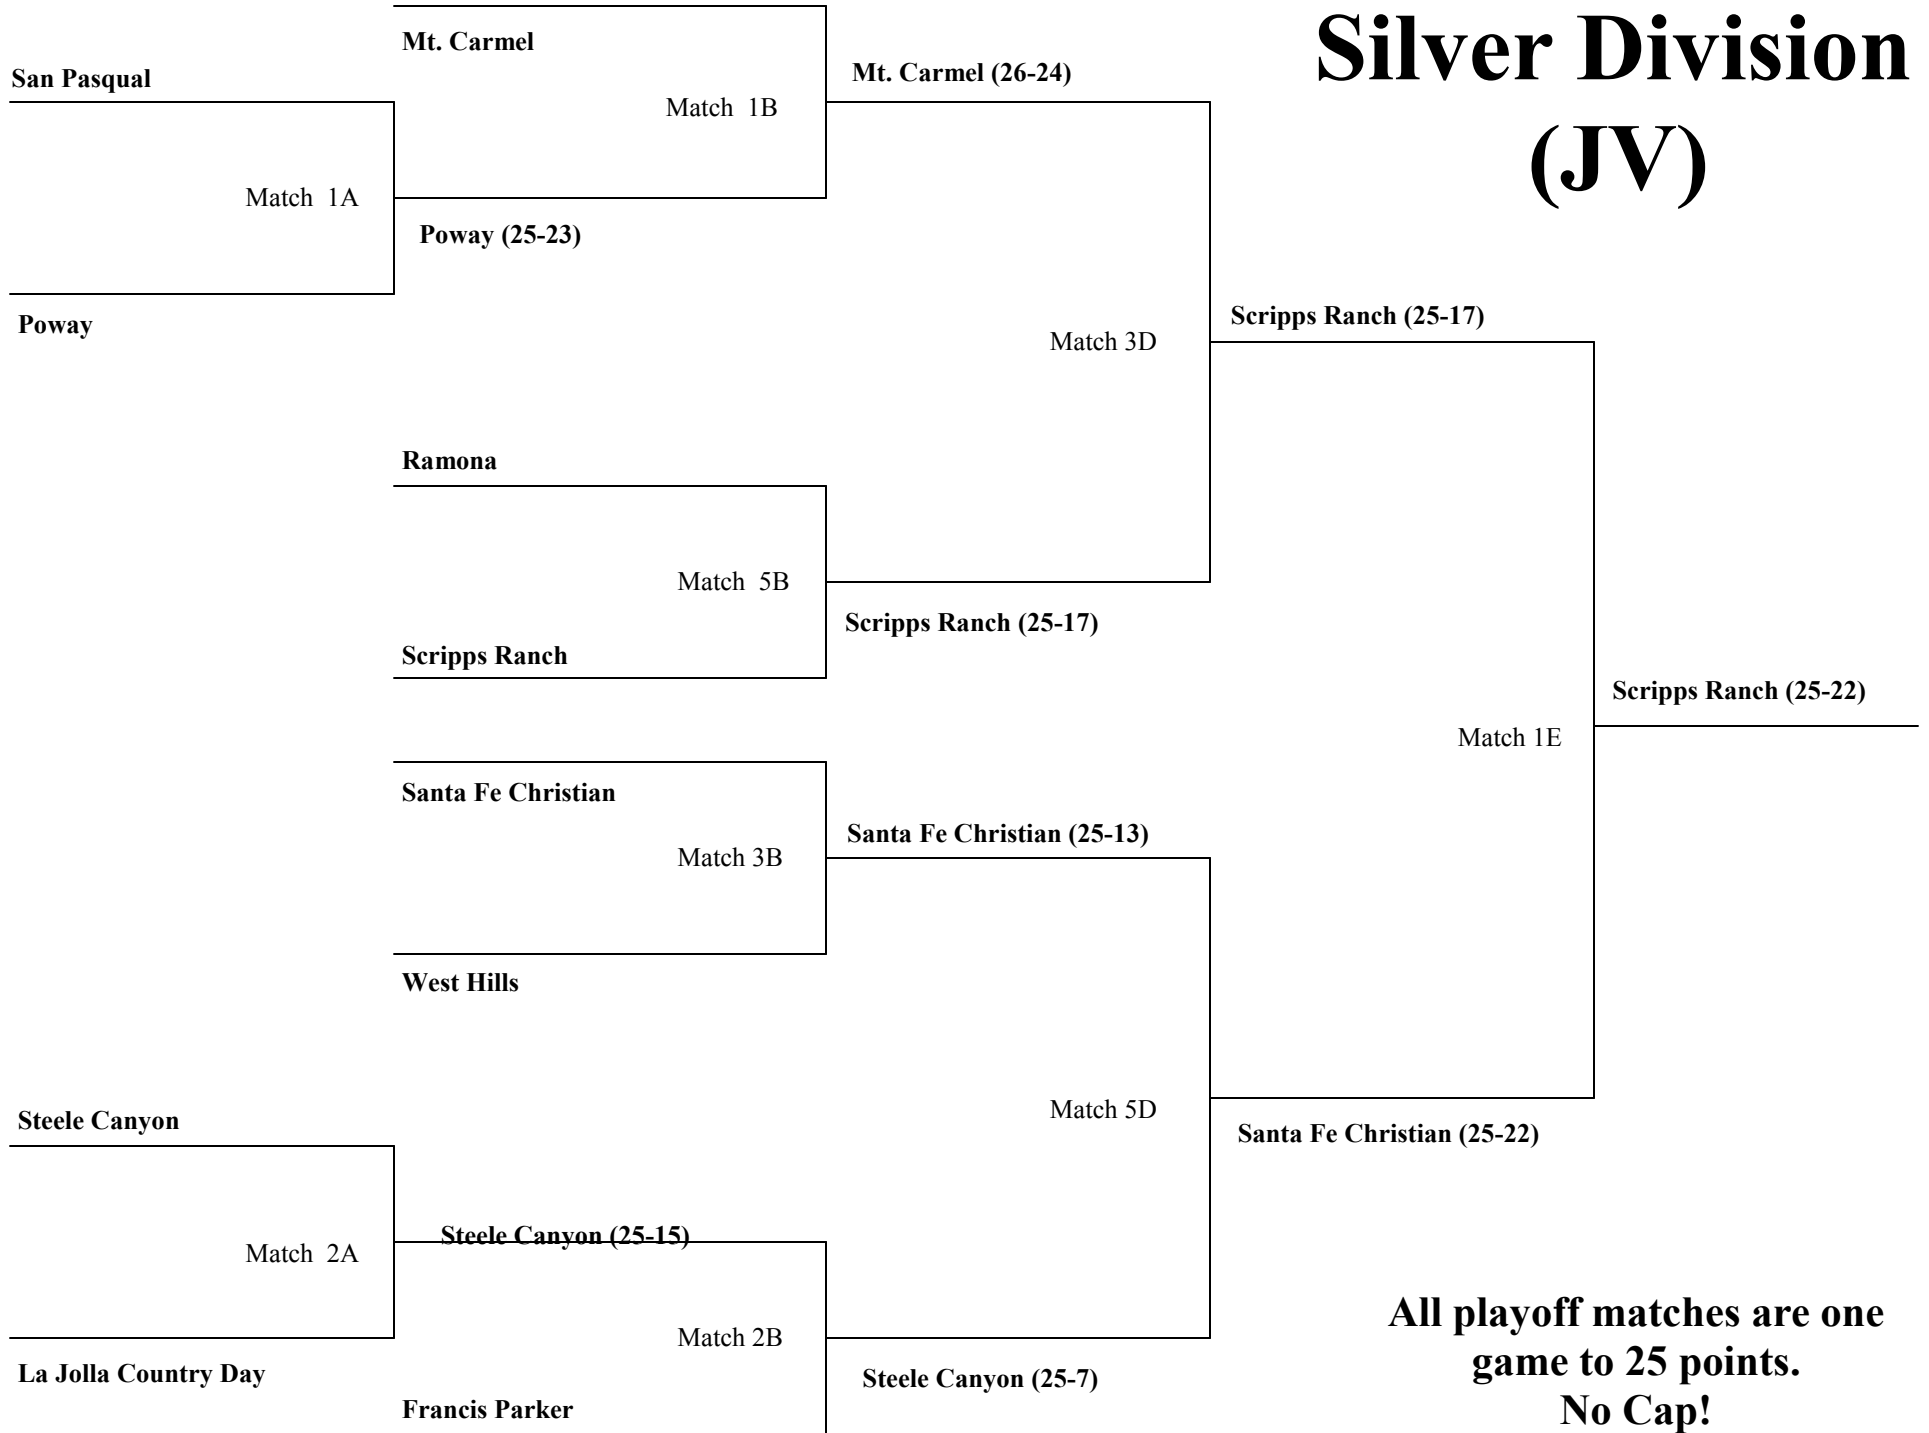 Silver Division
(JV)
Mt. Carmel
San Pasqual
Mt. Carmel (26-24)
Match 1B
Match 1A
Poway (25-23)
Poway
Scripps Ranch (25-17)
Match 3D
Ramona
Match 5B
Scripps Ranch (25-17)
Scripps Ranch
Scripps Ranch (25-22)
Match 1E
Santa Fe Christian
Santa Fe Christian (25-13)
Match 3B
West Hills
Match 5D
Steele Canyon
Santa Fe Christian (25-22)
Steele Canyon (25-15)
Match 2A
Match 2B
La Jolla Country Day
Steele Canyon (25-7)
Francis Parker
All playoff matches are one
game to 25 points.
No Cap!